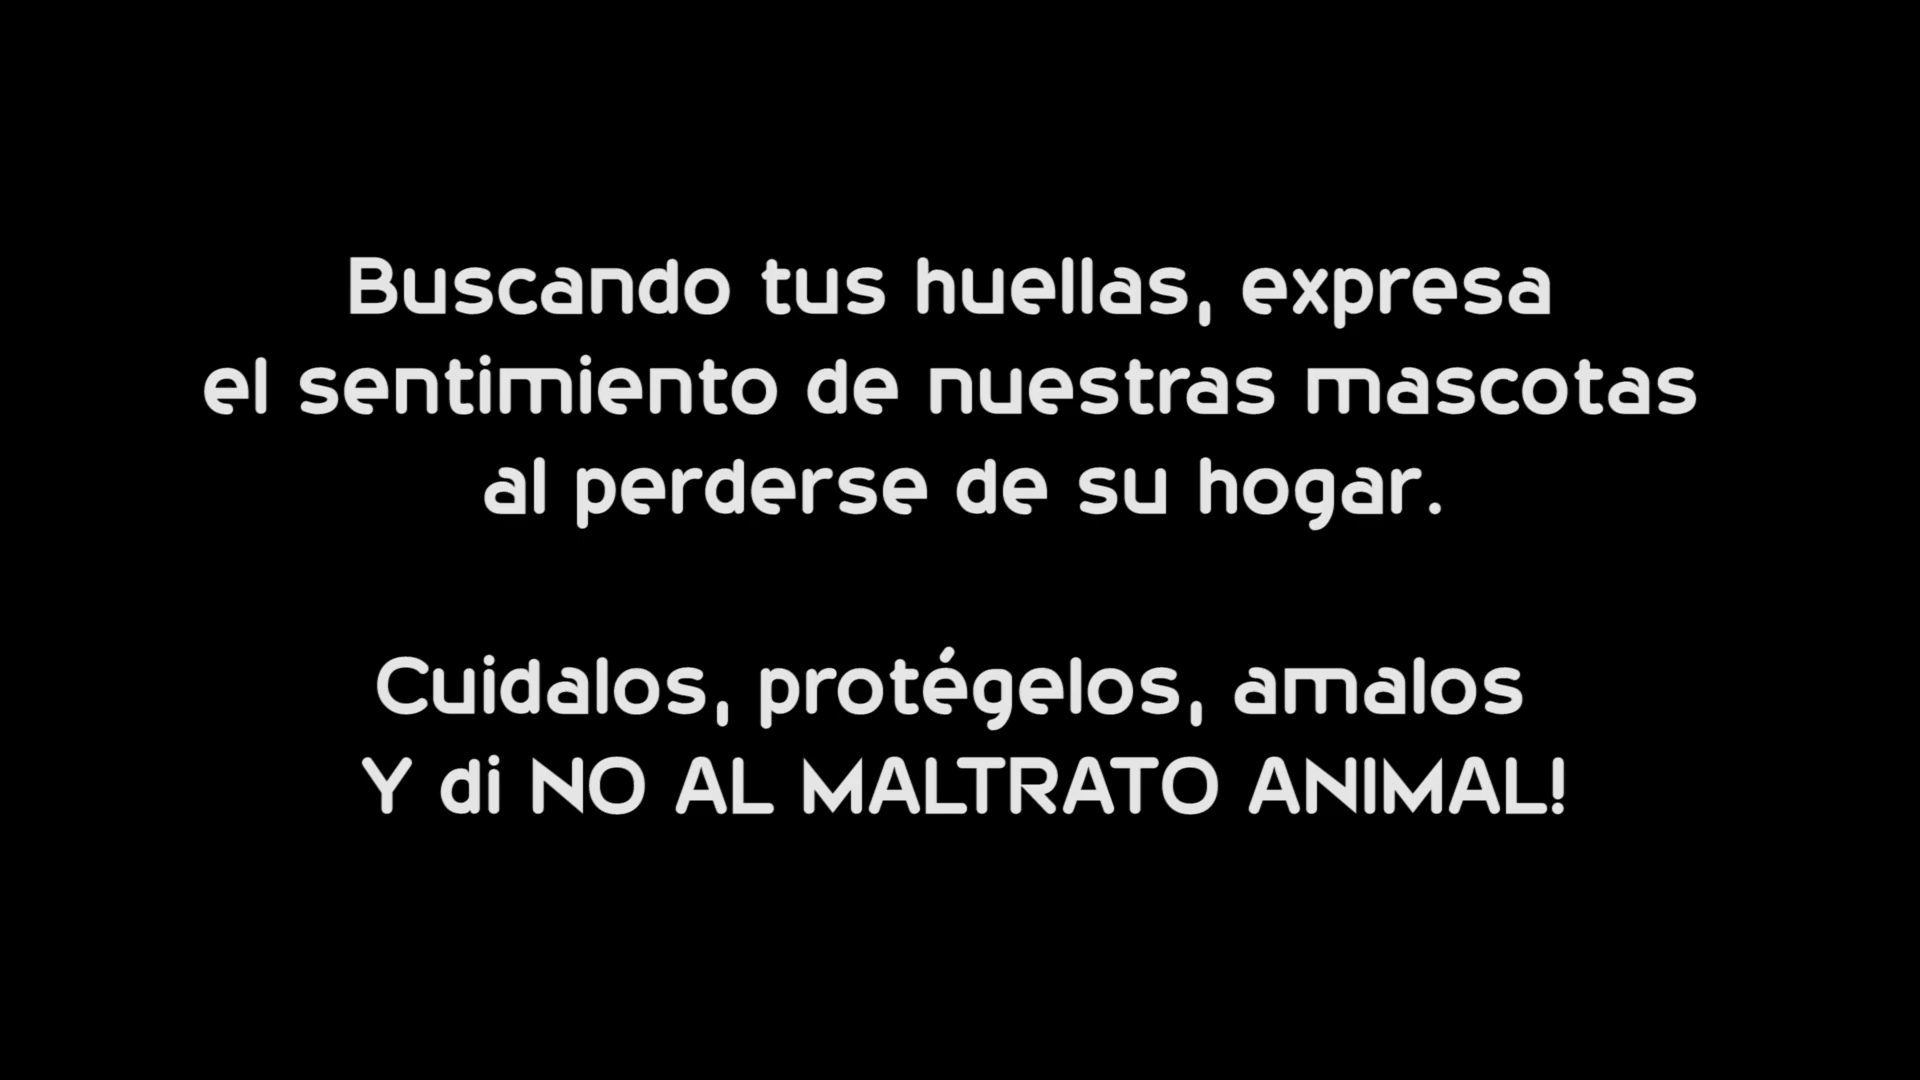 Buscando tus huellas, expresa
el sentimiento de nuestras mascotas
al perderse de su hogar.
Cuidalos, protégelos, amalos
Y di NO AL MALTRATO ANIMAL!